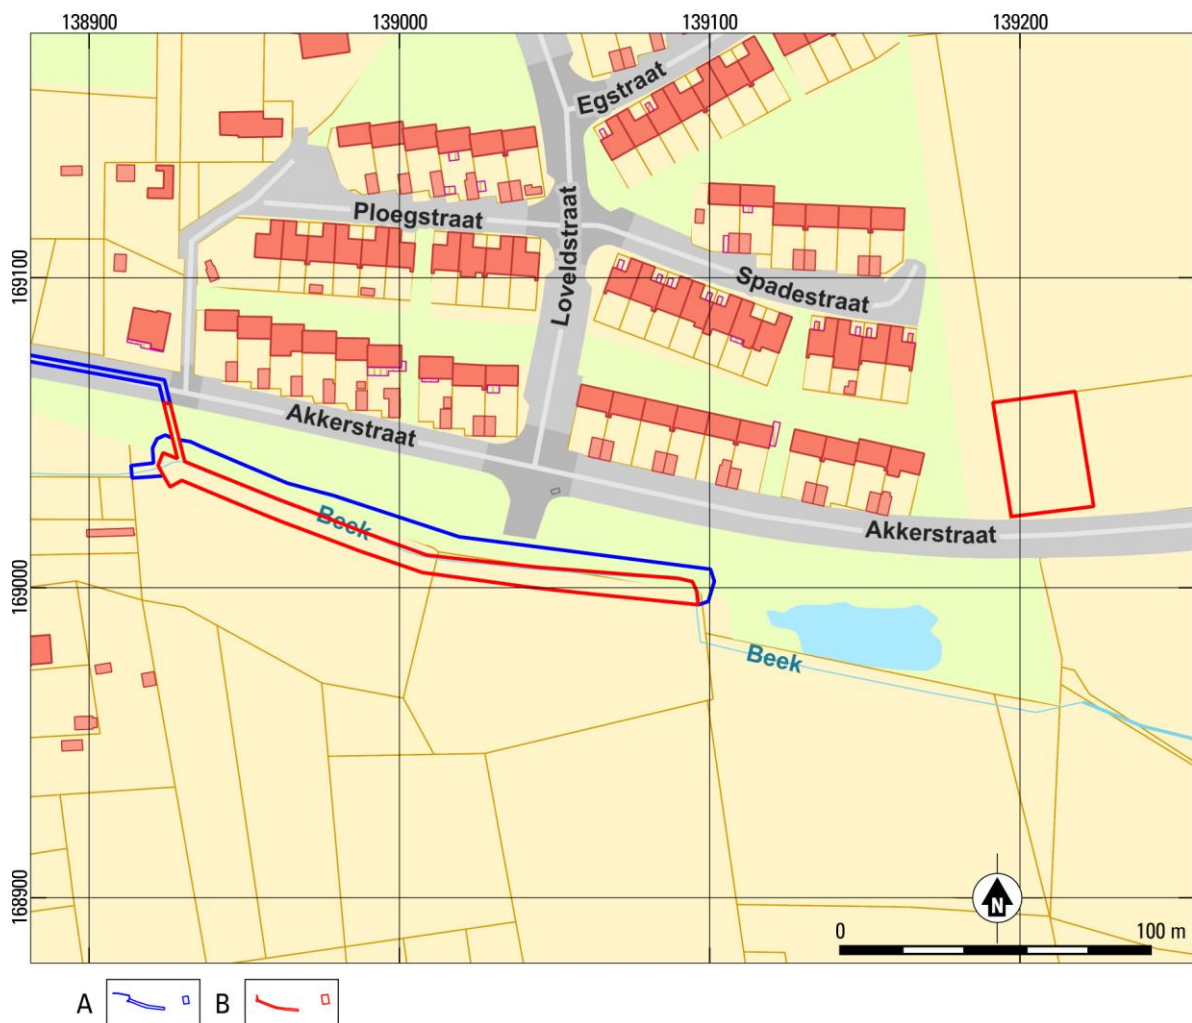 138900 139000 139100 139200
Egstraat
Ploegstraat
Loveldstraat
169100
Spadestraat
Akkerstraat
Beek
Akkerstraat
169000
Beek
168900
N
0 100 m
A B